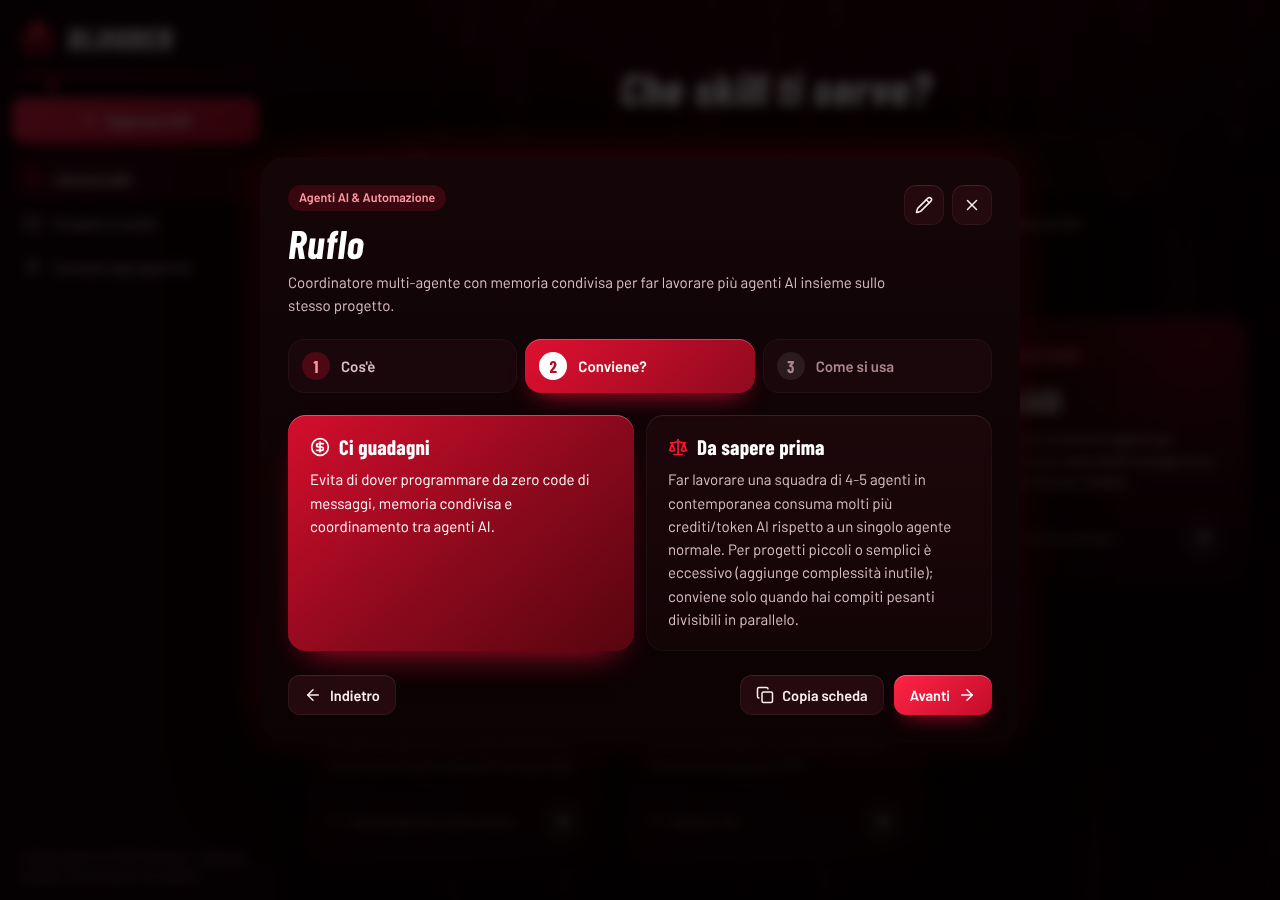 Che skill ti serve?
Agenti AI & Automazione
Ruflo
Coordinatore multi-agente con memoria condivisa per far lavorare più agenti AI insieme sullo
stesso progetto.
1 Cos'è
2 Conviene?
3 Come si usa
Ci guadagni
Evita di dover programmare da zero code di
messaggi, memoria condivisa e
coordinamento tra agenti AI.
Da sapere prima
Far lavorare una squadra di 4-5 agenti in
contemporanea consuma molti più
crediti/token AI rispetto a un singolo agente
normale. Per progetti piccoli o semplici è
eccessivo (aggiunge complessità inutile);
conviene solo quando hai compiti pesanti
divisibili in parallelo.
Indietro
Copia scheda
Avanti